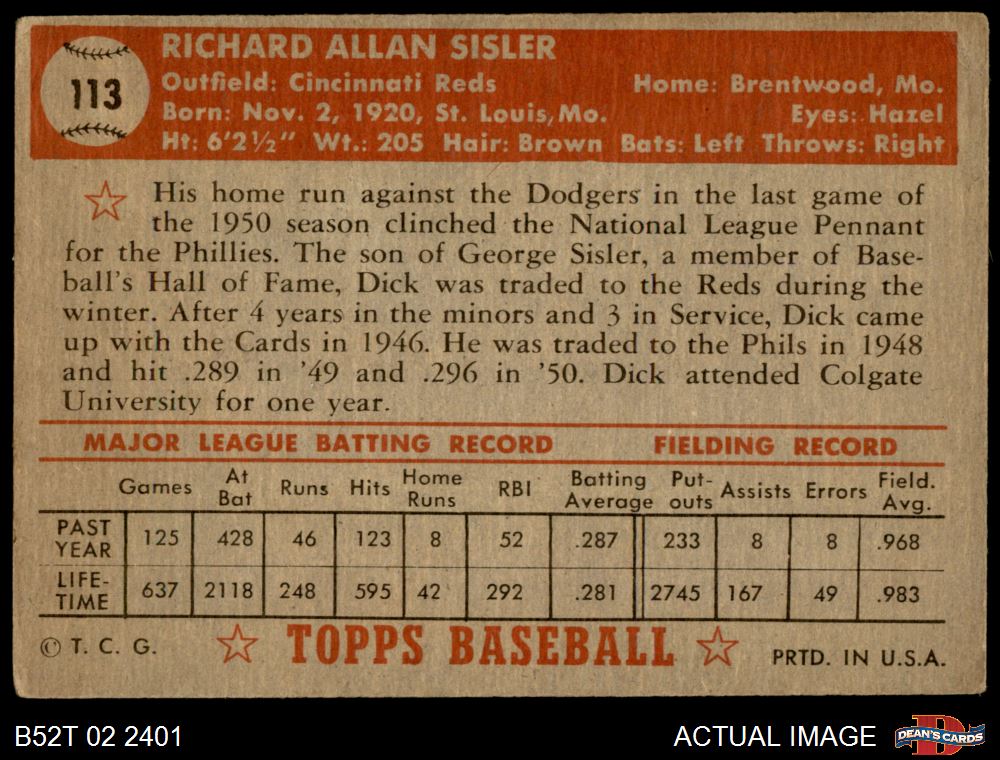 113
RICHARD ALLAN SISLER
Outfield: Cincinnati Reds Home: Brentwood, Mo.
Born: Nov. 2, 1920, St. Louis, Mo. Eyes: Hazel
Ht: 6'2½" Wt.: 205 Hair: Brown Bats: Left Throws: Right
His home run against the Dodgers in the last game of
the 1950 season clinched the National League Pennant
for the Phillies. The son of George Sisler, a member of Base-
ball's Hall of Fame, Dick was traded to the Reds during the
winter. After 4 years in the minors and 3 in Service, Dick came
up with the Cards in 1946. He was traded to the Phils in 1948
and hit .289 in '49 and .296 in '50. Dick attended Colgate
University for one year.
MAJOR LEAGUE BATTING RECORD FIELDING RECORD
Games At Bat Runs Hits Home Runs RBI Batting Average Put-outs Assists Errors Field. Avg.
PAST YEAR 125 428 46 123 8 52 .287 233 8 8 .968
LIFE-TIME 637 2118 248 595 42 292 .281 2745 167 49 .983
© T. C. G. TOPPS BASEBALL PRTD. IN U.S.A.
B52T 02 2401 ACTUAL IMAGE DEAN'S CARDS